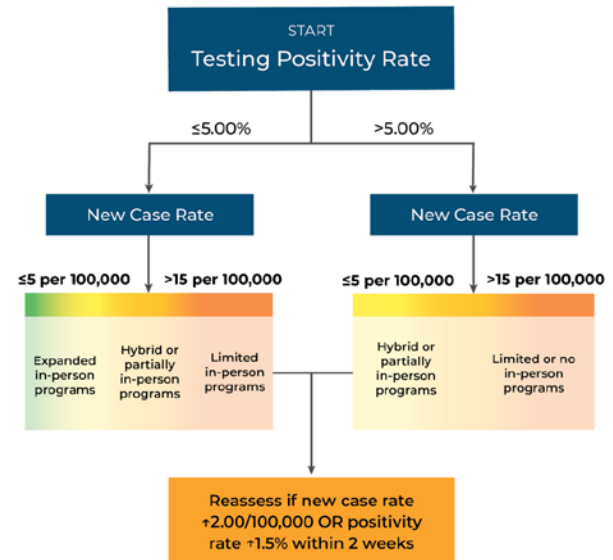 START
Testing Positivity Rate
≤5.00%
>5.00%
New Case Rate
New Case Rate
≤5 per 100,000
>15 per 100,000
≤5 per 100,000
>15 per 100,000
Expanded
in-person
programs
Hybrid or
partially
in-person
programs
Limited
in-person
programs
Hybrid or
partially
in-person
programs
Limited or no
in-person
programs
Reassess if new case rate
↑2.00/100,000 OR positivity
rate ↑1.5% within 2 weeks